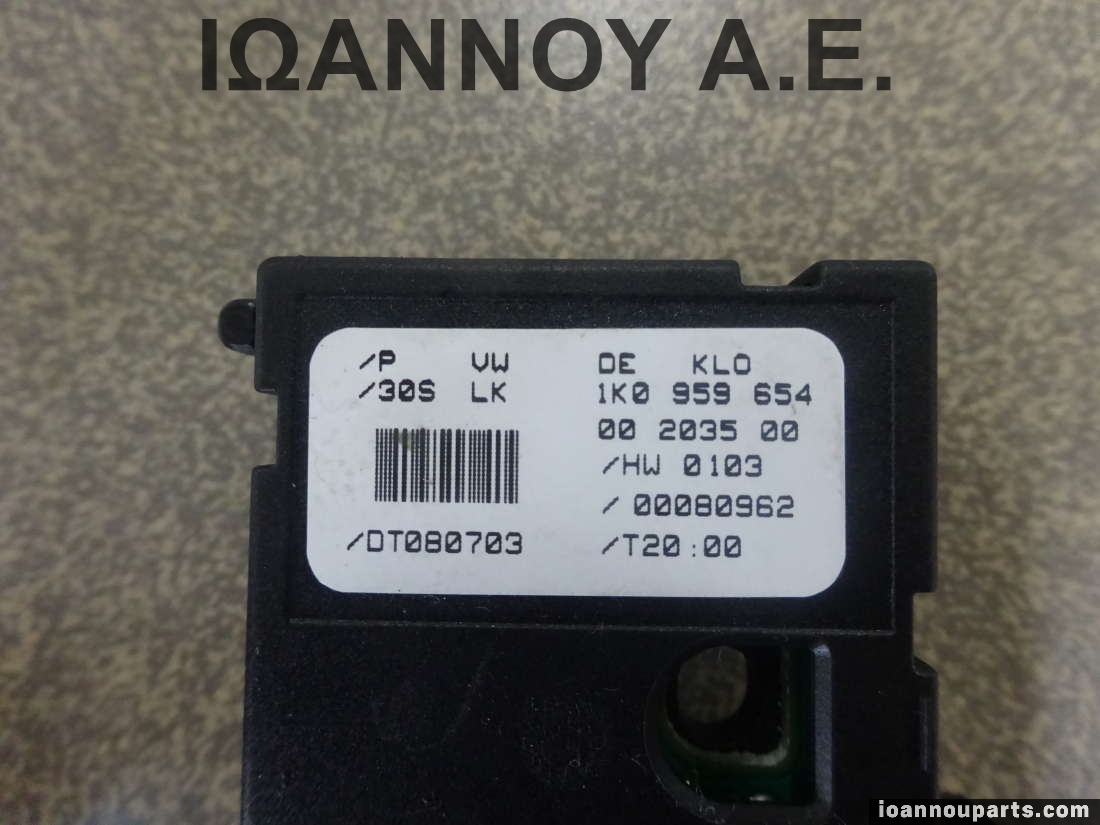 ΙΩΑΝΝΟΥ Α.Ε.
/P VW DE KLO
/30S LK 1K0 959 654
00 2035 00
/HW 0103
/ 00080962
/DT080703 /T20:00
ioannouparts.com